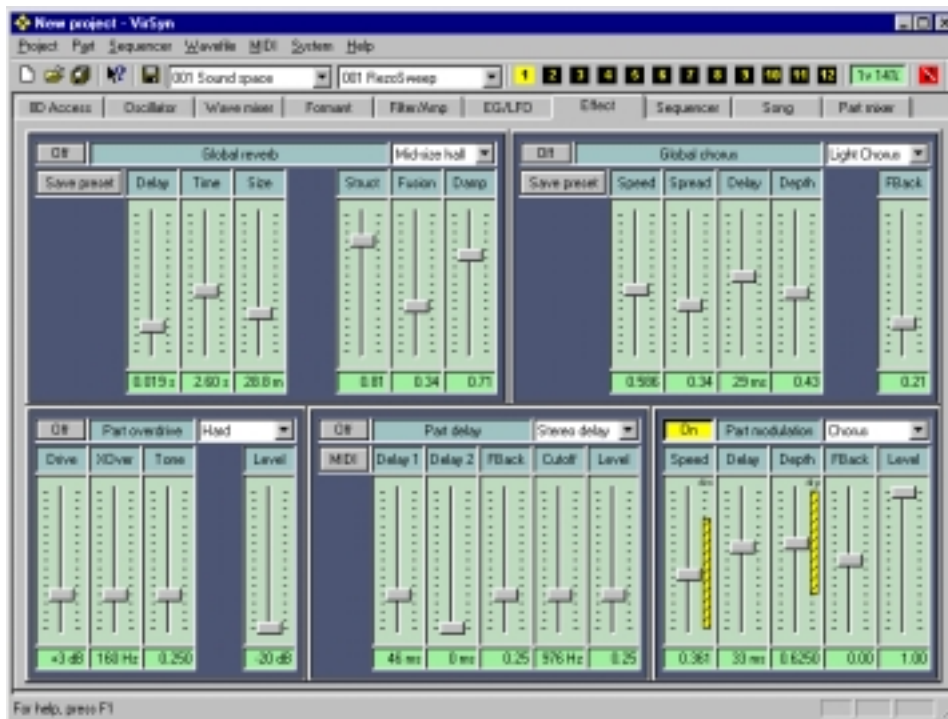 New project - VirSyn
Project Part Sequencer Wavefile MIDI System Help
001 Sound space 001 RezoSweep 1 2 3 4 5 6 7 8 9 10 11 12 1v 14%
Oscillator Wave mixer Formant Filter/Amp EG/LFO Effect Sequencer Song Part mixer
Off Global reverb Mid-size hall Off Global chorus Light Chorus
Save preset Delay Time Size Struct Fusion Damp Save preset Speed Spread Delay Depth FBack
0.019 s 2.60 s 28.8 m 0.81 0.34 0.71 0.986 0.34 29 ms 0.43 0.21
Off Part overdrive Hard Off Part delay Stereo delay On Part modulation Chorus
Drive XOver Tone Level MIDI Delay 1 Delay 2 FBack Cutoff Level Speed Delay Depth FBack Level
+3 dB 160 Hz 0.250 -20 dB 46 ms 0 ms 0.25 976 Hz 0.25 0.361 33 ms 0.6250 0.00 1.00
For help, press F1